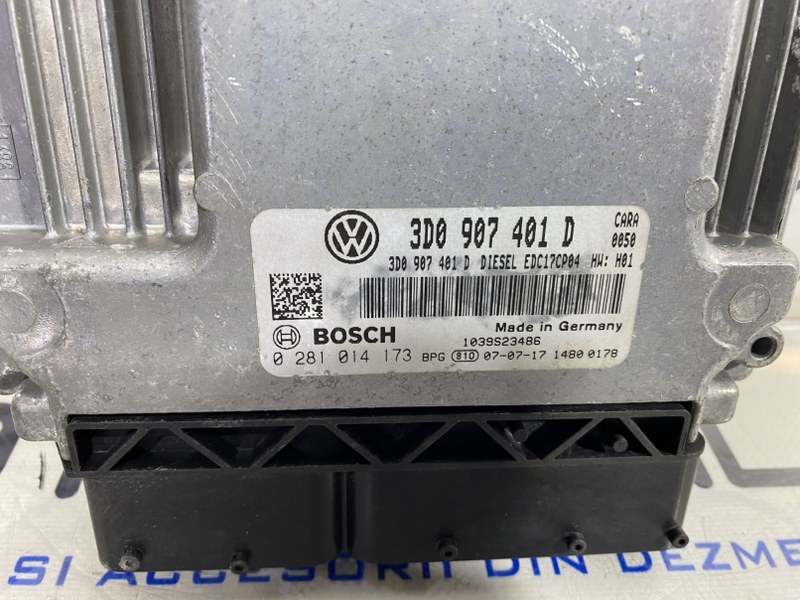 3D0 907 401 D
CARA
0050
3D0 907 401 D DIESEL EDC17CP04 HW: H01
BOSCH
Made in Germany
1039S23486
0 281 014 173 BPG 810 07-07-17 1480 0178
SI ACCESORII DIN DEZME